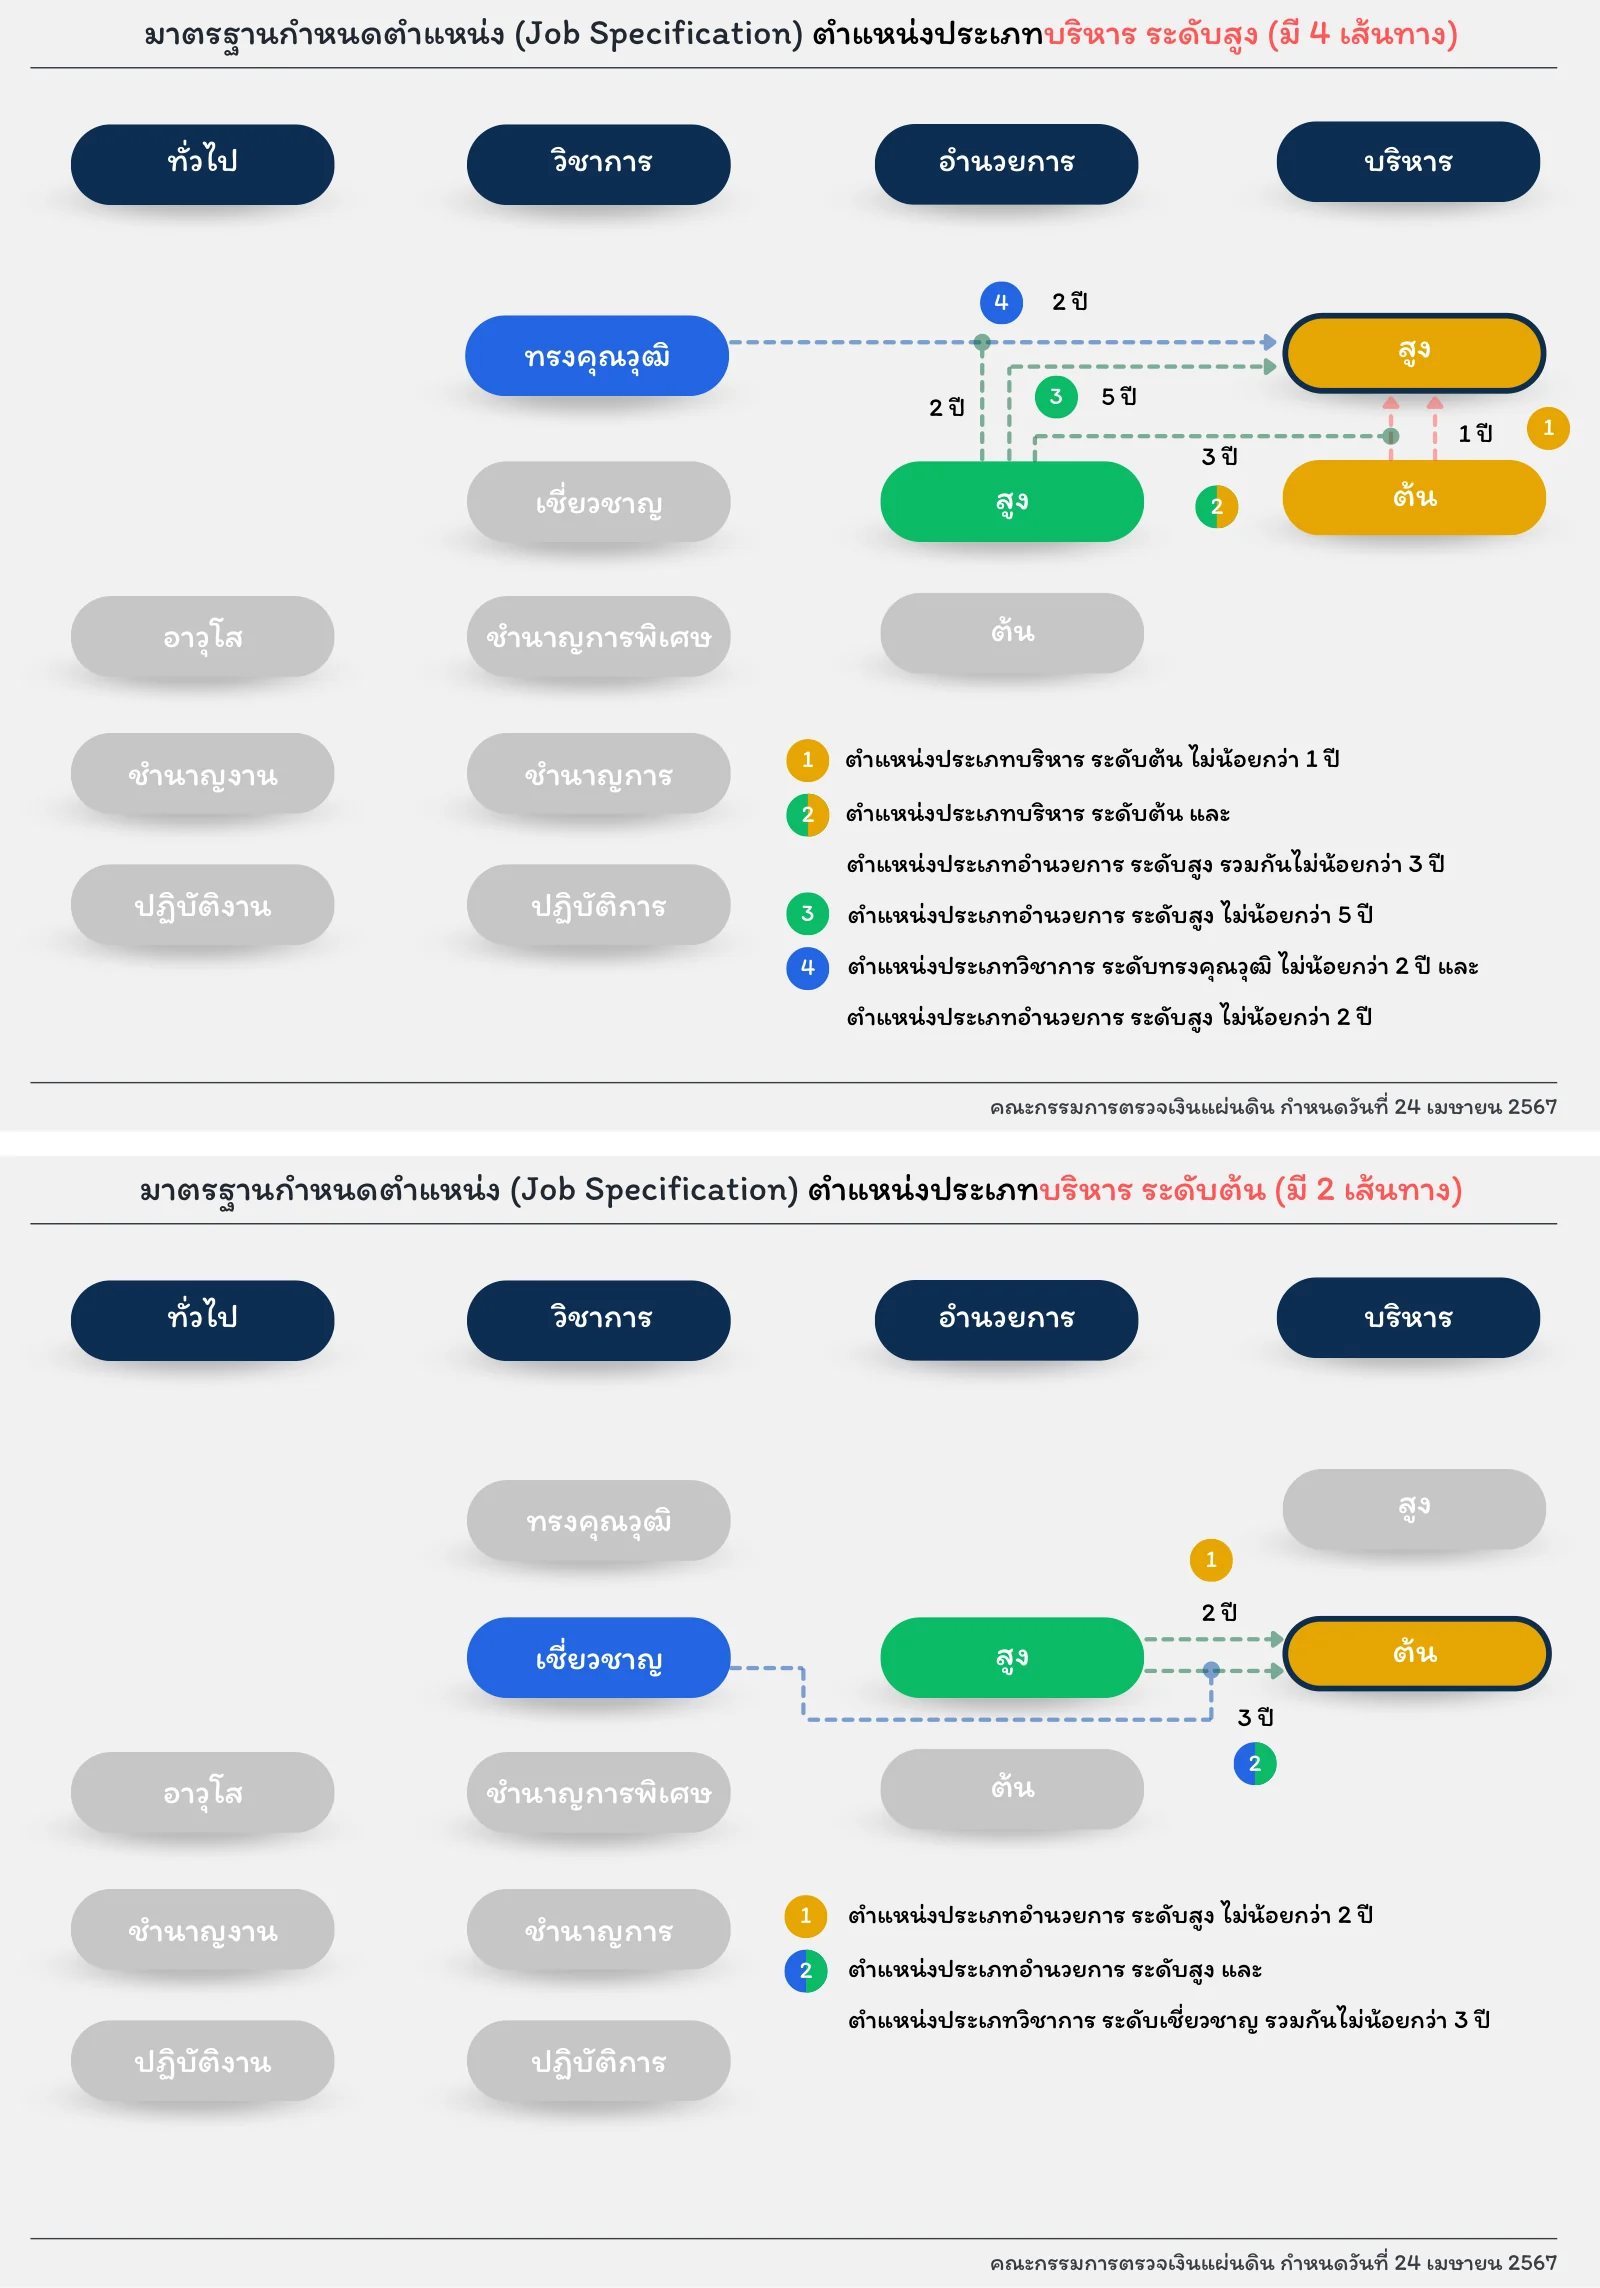 มาตรฐานกำหนดตำแหน่ง (Job Specification) ตำแหน่งประเภทบริหาร ระดับสูง (มี 4 เส้นทาง)
ทั่วไป
วิชาการ
อำนวยการ
บริหาร
4
2 ปี
ทรงคุณวุฒิ
สูง
2 ปี
3
5 ปี
1 ปี
1
3 ปี
เชี่ยวชาญ
สูง
2
ต้น
อาวุโส
ชำนาญการพิเศษ
ต้น
ชำนาญงาน
ชำนาญการ
ปฏิบัติงาน
ปฏิบัติการ
1 ตำแหน่งประเภทบริหาร ระดับต้น ไม่น้อยกว่า 1 ปี
2 ตำแหน่งประเภทบริหาร ระดับต้น และ
ตำแหน่งประเภทอำนวยการ ระดับสูง รวมกันไม่น้อยกว่า 3 ปี
3 ตำแหน่งประเภทอำนวยการ ระดับสูง ไม่น้อยกว่า 5 ปี
4 ตำแหน่งประเภทวิชาการ ระดับทรงคุณวุฒิ ไม่น้อยกว่า 2 ปี และ
ตำแหน่งประเภทอำนวยการ ระดับสูง ไม่น้อยกว่า 2 ปี
คณะกรรมการตรวจเงินแผ่นดิน กำหนดวันที่ 24 เมษายน 2567
มาตรฐานกำหนดตำแหน่ง (Job Specification) ตำแหน่งประเภทบริหาร ระดับต้น (มี 2 เส้นทาง)
ทั่วไป
วิชาการ
อำนวยการ
บริหาร
ทรงคุณวุฒิ
สูง
1
2 ปี
เชี่ยวชาญ
สูง
ต้น
3 ปี
2
อาวุโส
ชำนาญการพิเศษ
ต้น
ชำนาญงาน
ชำนาญการ
ปฏิบัติงาน
ปฏิบัติการ
1 ตำแหน่งประเภทอำนวยการ ระดับสูง ไม่น้อยกว่า 2 ปี
2 ตำแหน่งประเภทอำนวยการ ระดับสูง และ
ตำแหน่งประเภทวิชาการ ระดับเชี่ยวชาญ รวมกันไม่น้อยกว่า 3 ปี
คณะกรรมการตรวจเงินแผ่นดิน กำหนดวันที่ 24 เมษายน 2567